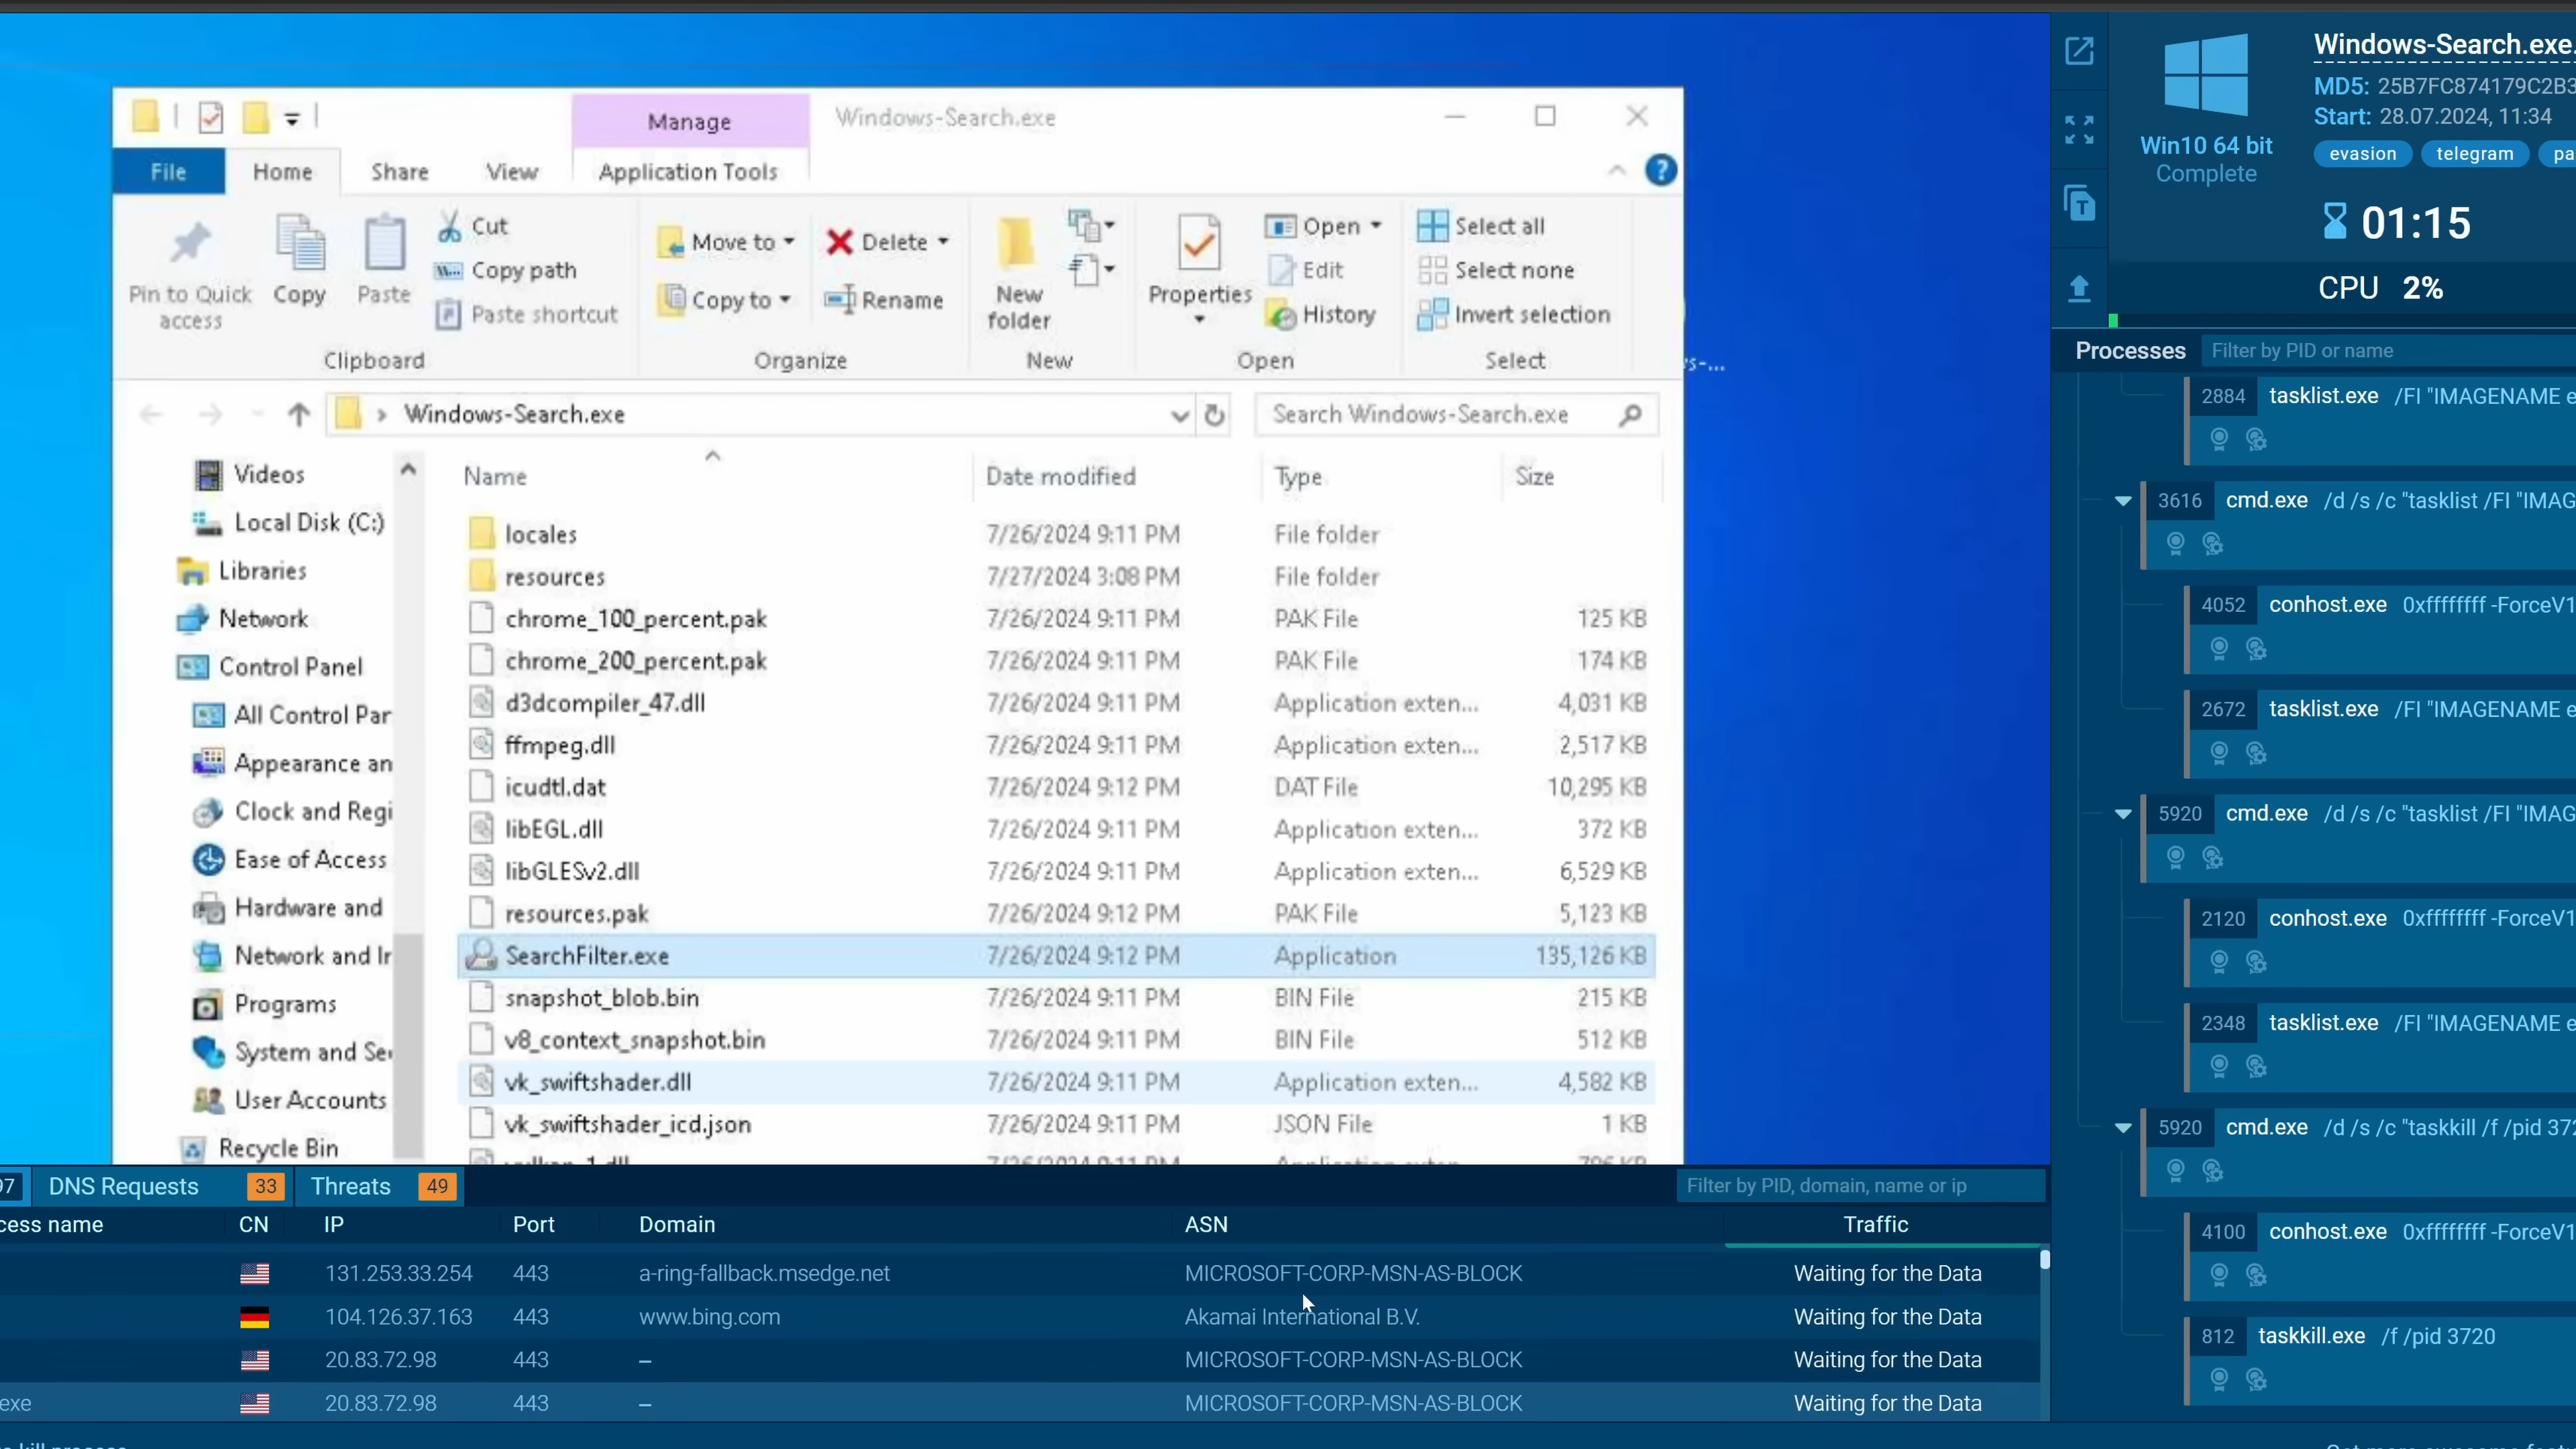 Manage
Windows-Search.exe
File
Home
Share
View
Application Tools
Pin to Quick access
Copy
Paste
Cut
Copy path
Paste shortcut
Clipboard
Move to
Copy to
Delete
Rename
Organize
New folder
New
Properties
Open
Edit
History
Open
Select all
Select none
Invert selection
Select
Windows-Search.exe
Search Windows-Search.exe
Videos
Local Disk (C:)
Libraries
Network
Control Panel
All Control Par
Appearance an
Clock and Regi
Ease of Access
Hardware and
Network and Ir
Programs
System and Se
User Accounts
Recycle Bin
Name Date modified Type Size
locales 7/26/2024 9:11 PM File folder
resources 7/27/2024 3:08 PM File folder
chrome_100_percent.pak 7/26/2024 9:11 PM PAK File 125 KB
chrome_200_percent.pak 7/26/2024 9:11 PM PAK File 174 KB
d3dcompiler_47.dll 7/26/2024 9:11 PM Application exten... 4,031 KB
ffmpeg.dll 7/26/2024 9:11 PM Application exten... 2,517 KB
icudtl.dat 7/26/2024 9:12 PM DAT File 10,295 KB
libEGL.dll 7/26/2024 9:11 PM Application exten... 372 KB
libGLESv2.dll 7/26/2024 9:11 PM Application exten... 6,529 KB
resources.pak 7/26/2024 9:12 PM PAK File 5,123 KB
SearchFilter.exe 7/26/2024 9:12 PM Application 135,126 KB
snapshot_blob.bin 7/26/2024 9:11 PM BIN File 215 KB
v8_context_snapshot.bin 7/26/2024 9:11 PM BIN File 512 KB
vk_swiftshader.dll 7/26/2024 9:11 PM Application exten... 4,582 KB
vk_swiftshader_icd.json 7/26/2024 9:11 PM JSON File 1 KB
s-...
97 DNS Requests 33 Threats 49
Filter by PID, domain, name or ip
cess name CN IP Port Domain ASN Traffic
131.253.33.254 443 a-ring-fallback.msedge.net MICROSOFT-CORP-MSN-AS-BLOCK Waiting for the Data
104.126.37.163 443 www.bing.com Akamai International B.V. Waiting for the Data
20.83.72.98 443 – MICROSOFT-CORP-MSN-AS-BLOCK Waiting for the Data
exe 20.83.72.98 443 – MICROSOFT-CORP-MSN-AS-BLOCK Waiting for the Data
Win10 64 bit
Complete
Windows-Search.exe.
MD5: 25B7FC874179C2B3
Start: 28.07.2024, 11:34
evasion telegram pa
01:15
CPU 2%
Processes Filter by PID or name
2884 tasklist.exe /FI "IMAGENAME e
3616 cmd.exe /d /s /c "tasklist /FI "IMAG
4052 conhost.exe 0xffffffff -ForceV1
2672 tasklist.exe /FI "IMAGENAME e
5920 cmd.exe /d /s /c "tasklist /FI "IMAG
2120 conhost.exe 0xffffffff -ForceV1
2348 tasklist.exe /FI "IMAGENAME e
5920 cmd.exe /d /s /c "taskkill /f /pid 372
4100 conhost.exe 0xffffffff -ForceV1
812 taskkill.exe /f /pid 3720